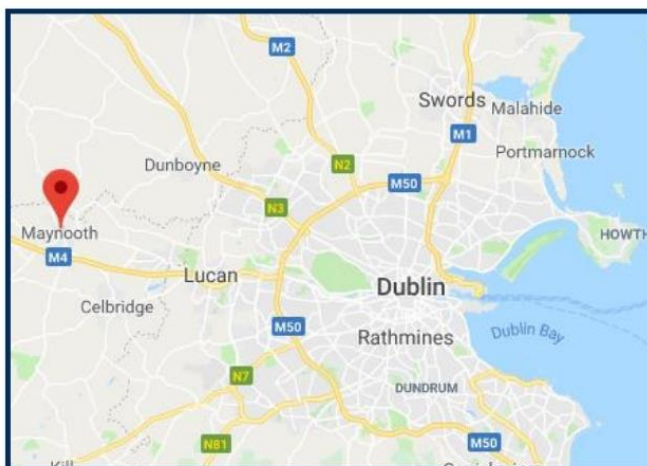 M2
Swords
Malahide
M1
Portmarnock
Dunboyne
N2
M50
N3
Maynooth
HOWTH
M4
Lucan
Dublin
Celbridge
M50
Rathmines
Dublin Bay
N7
DUNDRUM
N81
M50